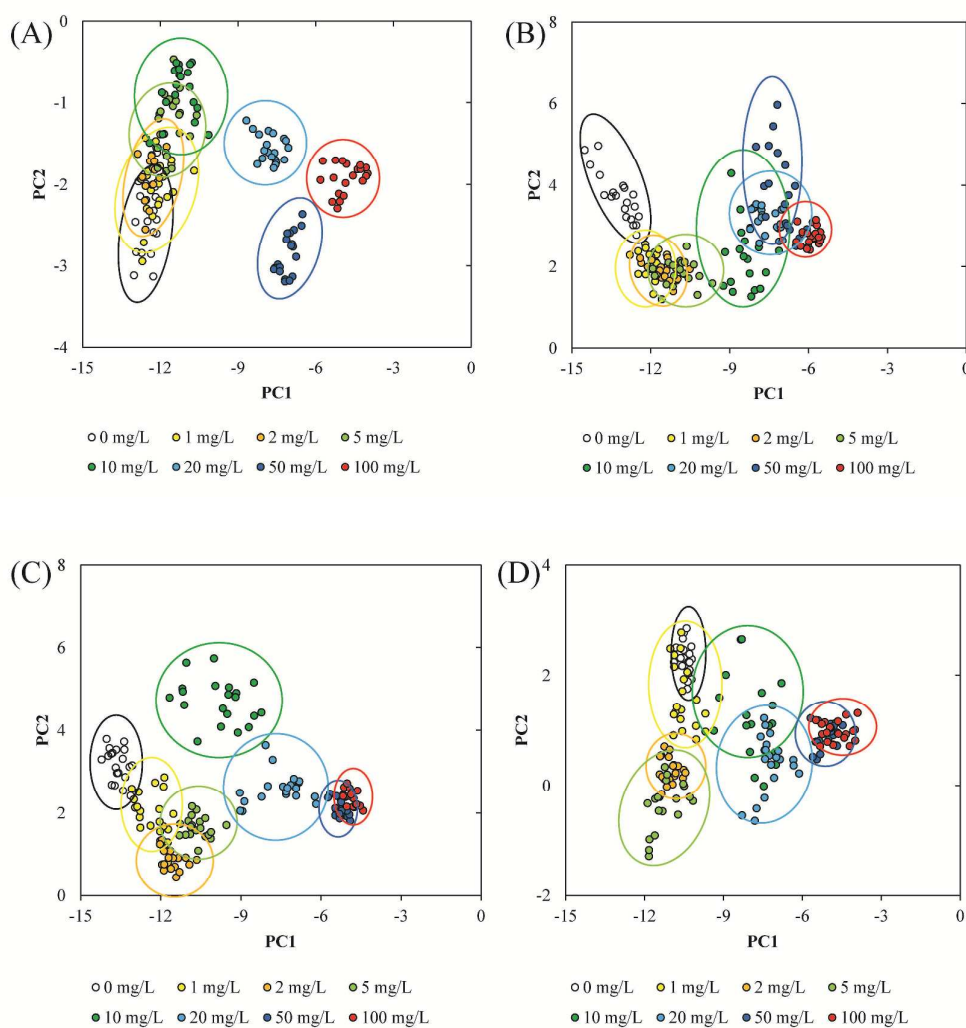 (A)
0
-1
-2
-3
-4
PC2
-15
-12
-9
-6
-3
0
PC1
0 mg/L
1 mg/L
2 mg/L
5 mg/L
10 mg/L
20 mg/L
50 mg/L
100 mg/L
(B)
8
6
4
2
0
PC2
-15
-12
-9
-6
-3
0
PC1
0 mg/L
1 mg/L
2 mg/L
5 mg/L
10 mg/L
20 mg/L
50 mg/L
100 mg/L
(C)
8
6
4
2
0
PC2
-15
-12
-9
-6
-3
0
PC1
0 mg/L
1 mg/L
2 mg/L
5 mg/L
10 mg/L
20 mg/L
50 mg/L
100 mg/L
(D)
4
2
0
-2
PC2
-15
-12
-9
-6
-3
0
PC1
0 mg/L
1 mg/L
2 mg/L
5 mg/L
10 mg/L
20 mg/L
50 mg/L
100 mg/L